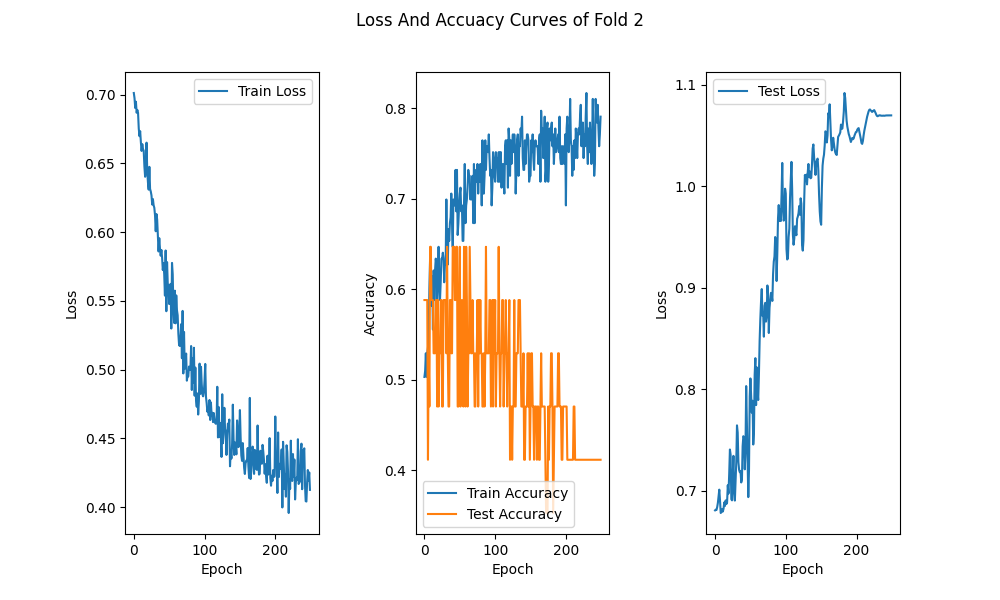 Loss And Accuacy Curves of Fold 2
Train Loss
0.70
0.65
0.60
0.55
0.50
0.45
0.40
Loss
0
100
200
Epoch
0.8
0.7
0.6
0.5
0.4
Accuracy
Train Accuracy
Test Accuracy
0
100
200
Epoch
Test Loss
1.1
1.0
0.9
0.8
0.7
Loss
0
100
200
Epoch